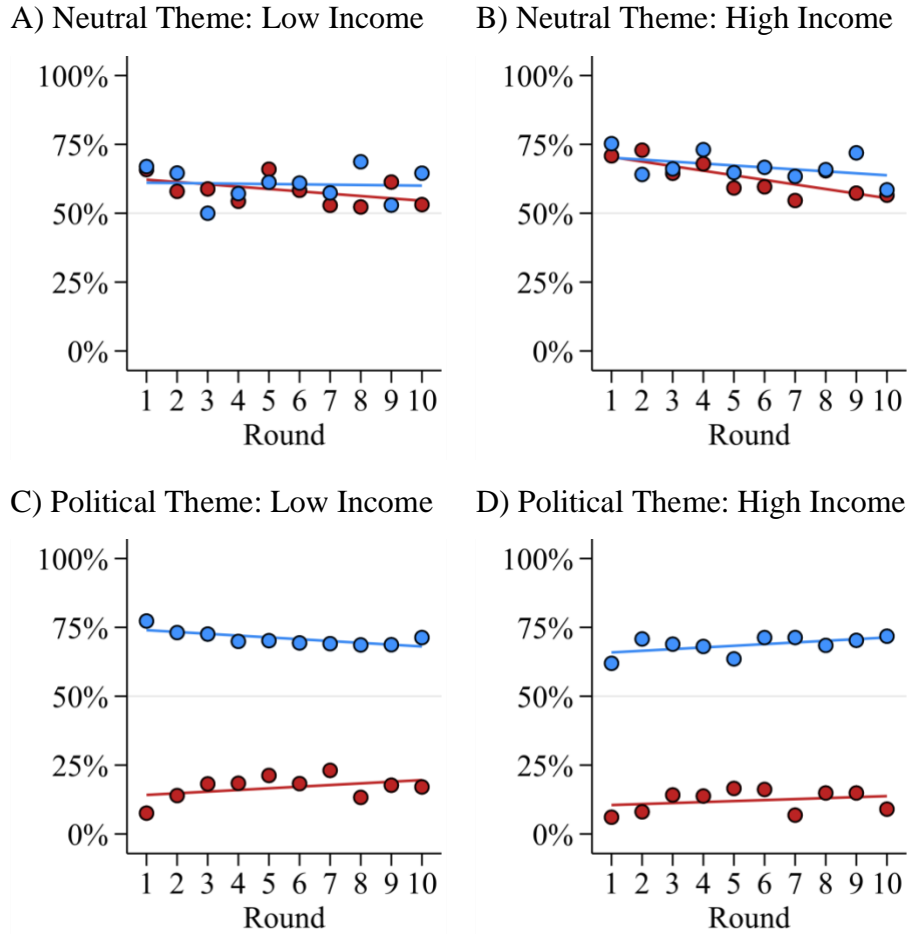 A) Neutral Theme: Low Income
100%
75%
50%
25%
0%
1 2 3 4 5 6 7 8 9 10
Round
B) Neutral Theme: High Income
100%
75%
50%
25%
0%
1 2 3 4 5 6 7 8 9 10
Round
C) Political Theme: Low Income
100%
75%
50%
25%
0%
1 2 3 4 5 6 7 8 9 10
Round
D) Political Theme: High Income
100%
75%
50%
25%
0%
1 2 3 4 5 6 7 8 9 10
Round